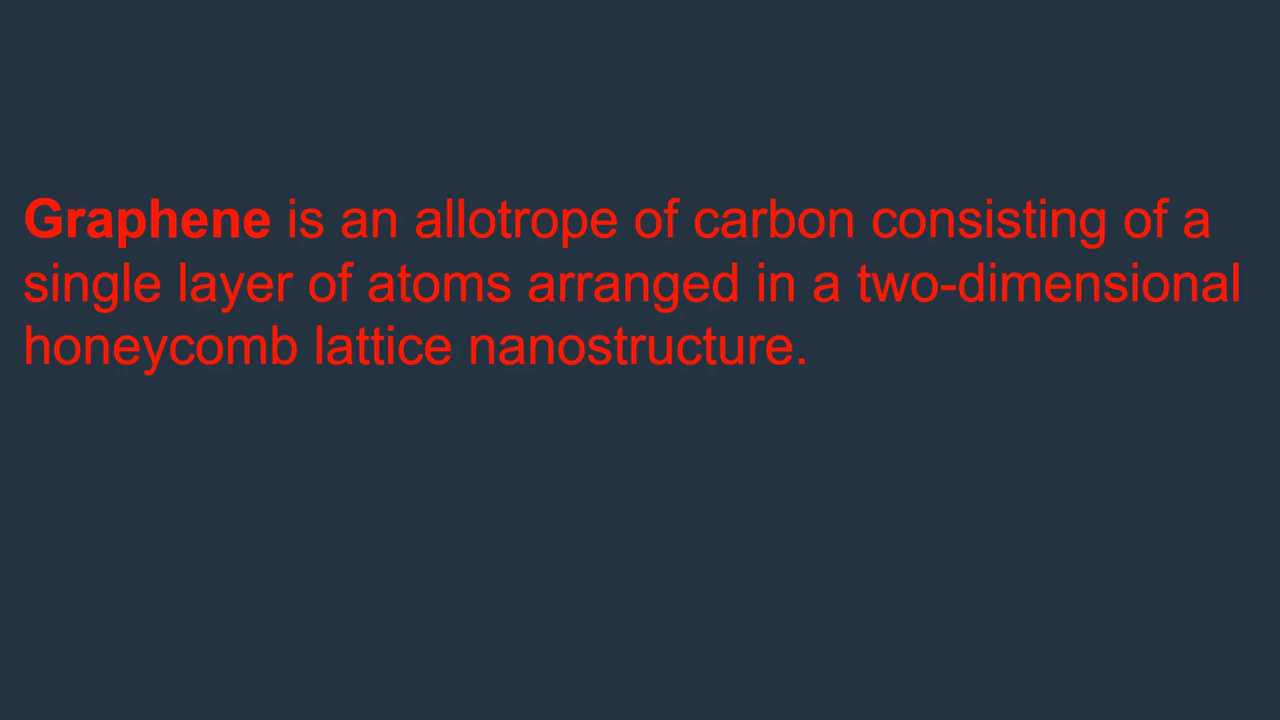 Graphene is an allotrope of carbon consisting of a
single layer of atoms arranged in a two-dimensional
honeycomb lattice nanostructure.